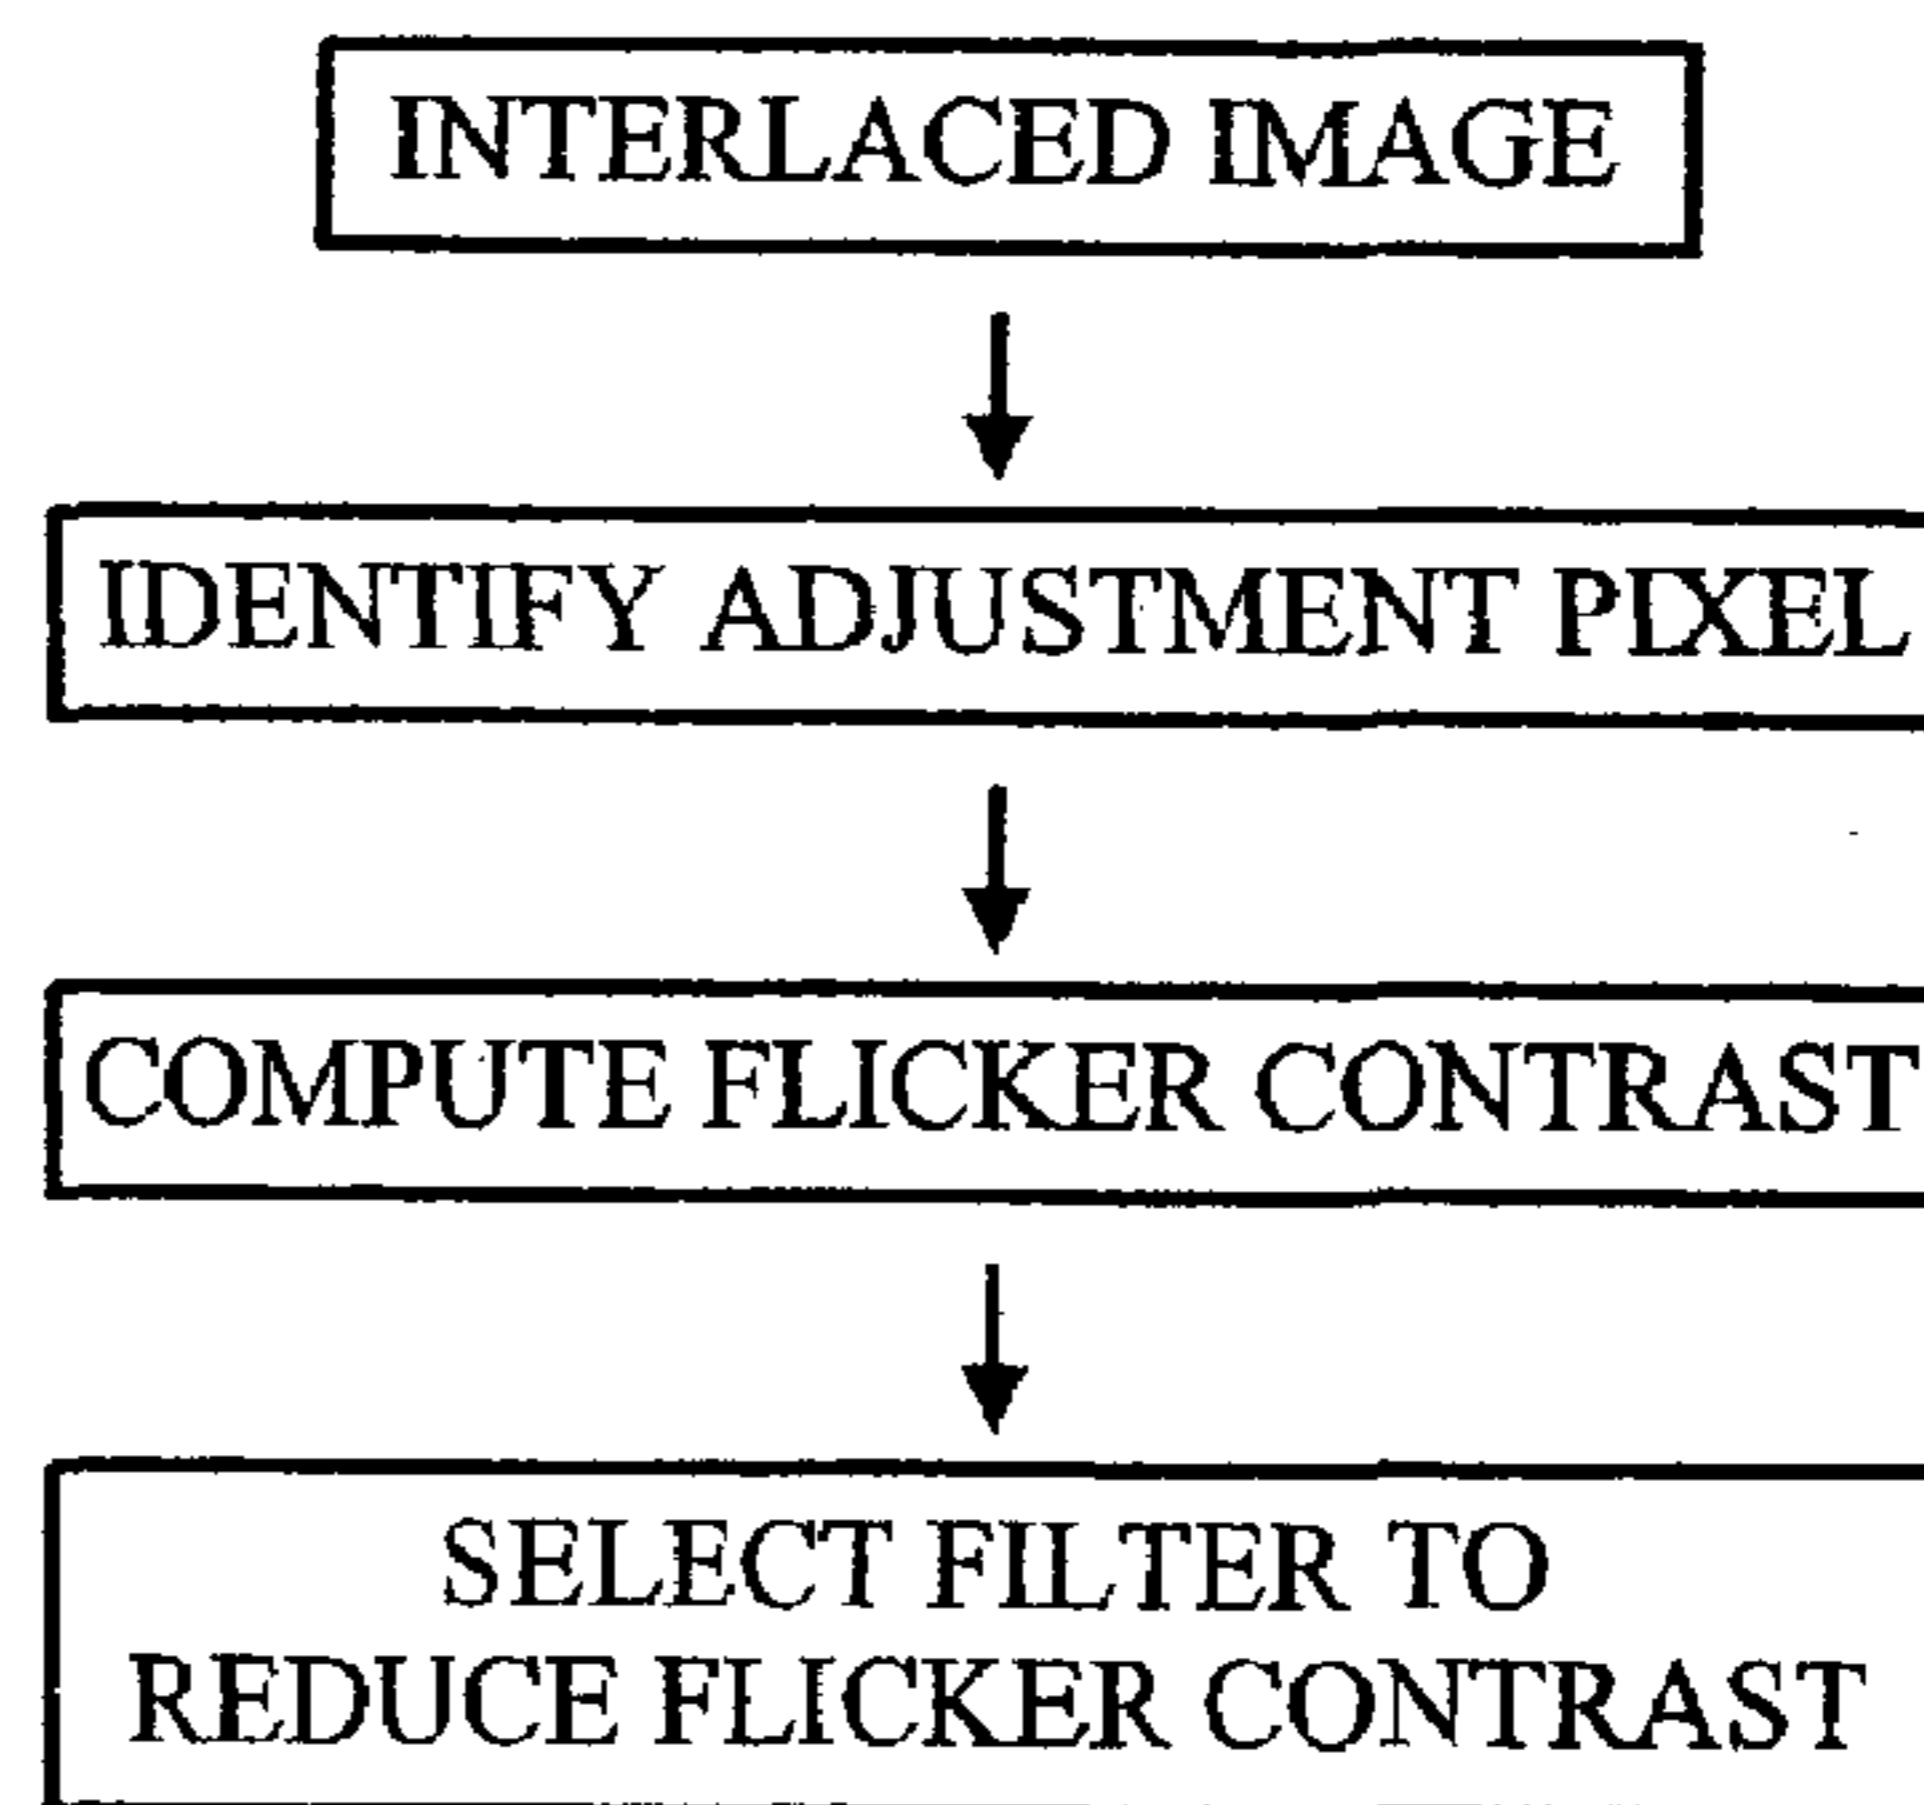 INTERLACED IMAGE
IDENTIFY ADJUSTMENT PIXEL
COMPUTE FLICKER CONTRAST
SELECT FILTER TO
REDUCE FLICKER CONTRAST